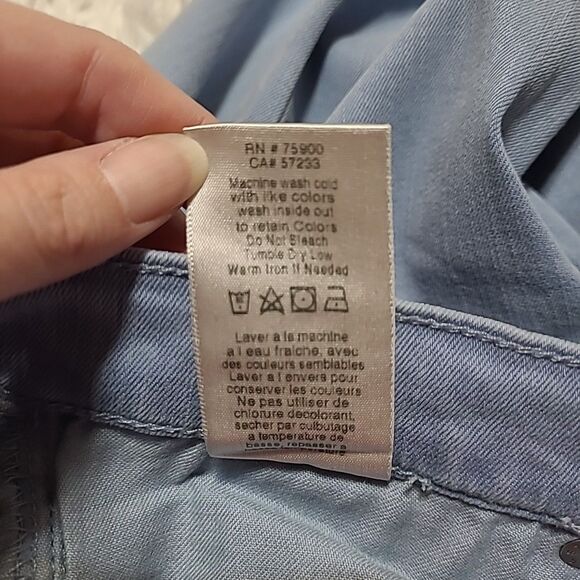 RN # 75900
CA# 57233
Machine wash cold
with like colors
wash inside out
to retain Colors
Do Not Bleach
Tumble Dry Low
Warm Iron If Needed
Laver a la machine
a l eau fraiche, avec
des couleurs semblables
Laver a l envers pour
conserver les couleurs
Ne pas utiliser de
chlorure decolorant,
secher par culbutage
a temperature de
basse, repasser a